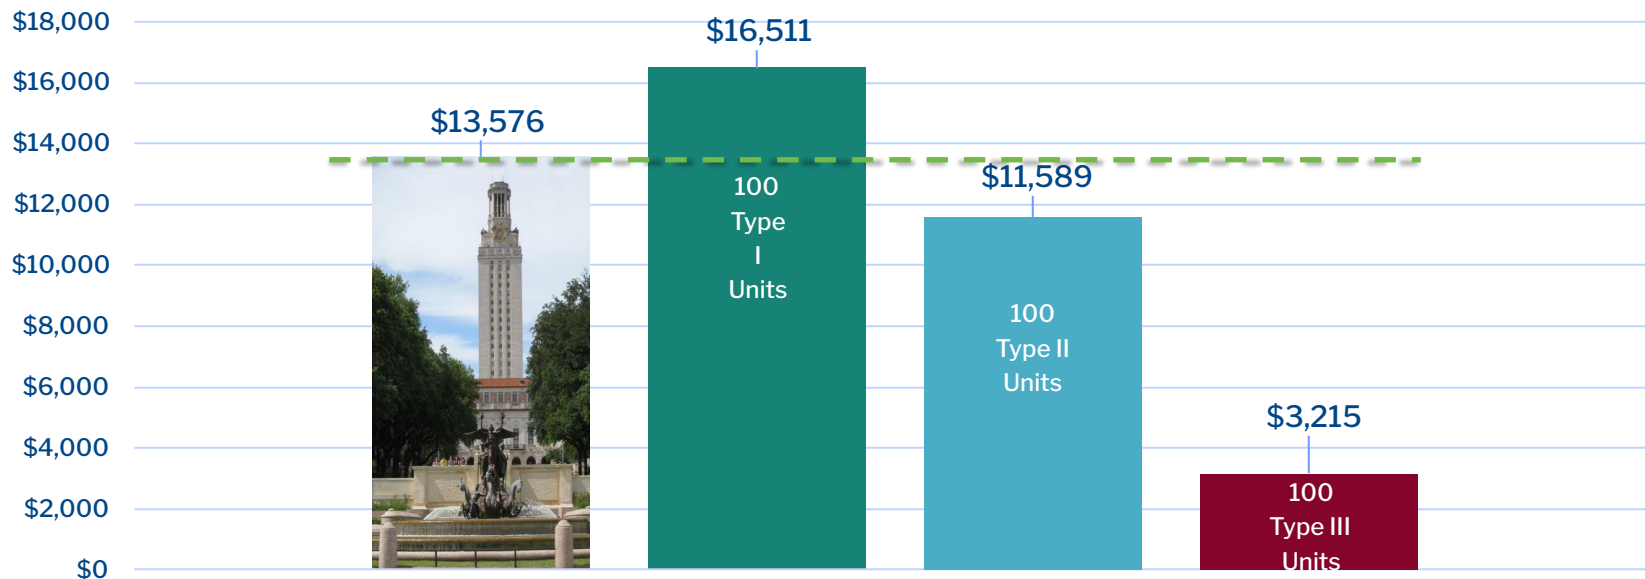 $18,000
$16,000
$14,000
$12,000
$10,000
$8,000
$6,000
$4,000
$2,000
$0
$13,576
$16,511
100
Type
I
Units
$11,589
100
Type II
Units
$3,215
100
Type III
Units